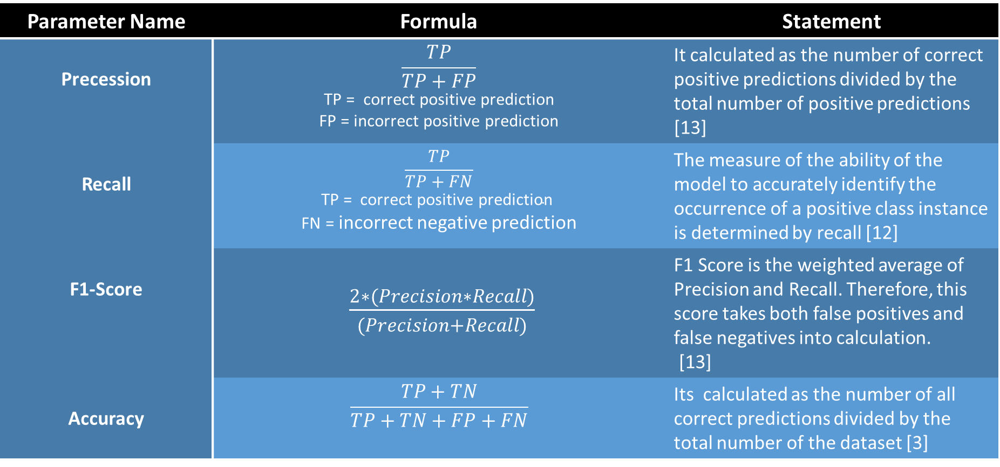 Parameter Name Formula Statement
Precession
TP
TP + FP
TP = correct positive prediction
FP = incorrect positive prediction
It calculated as the number of correct
positive predictions divided by the
total number of positive predictions
[13]
Recall
TP
TP + FN
TP = correct positive prediction
FN = incorrect negative prediction
The measure of the ability of the
model to accurately identify the
occurrence of a positive class instance
is determined by recall [12]
F1-Score
2*(Precision*Recall)
(Precision+Recall)
F1 Score is the weighted average of
Precision and Recall. Therefore, this
score takes both false positives and
false negatives into calculation.
[13]
Accuracy
TP + TN
TP + TN + FP + FN
Its calculated as the number of all
correct predictions divided by the
total number of the dataset [3]